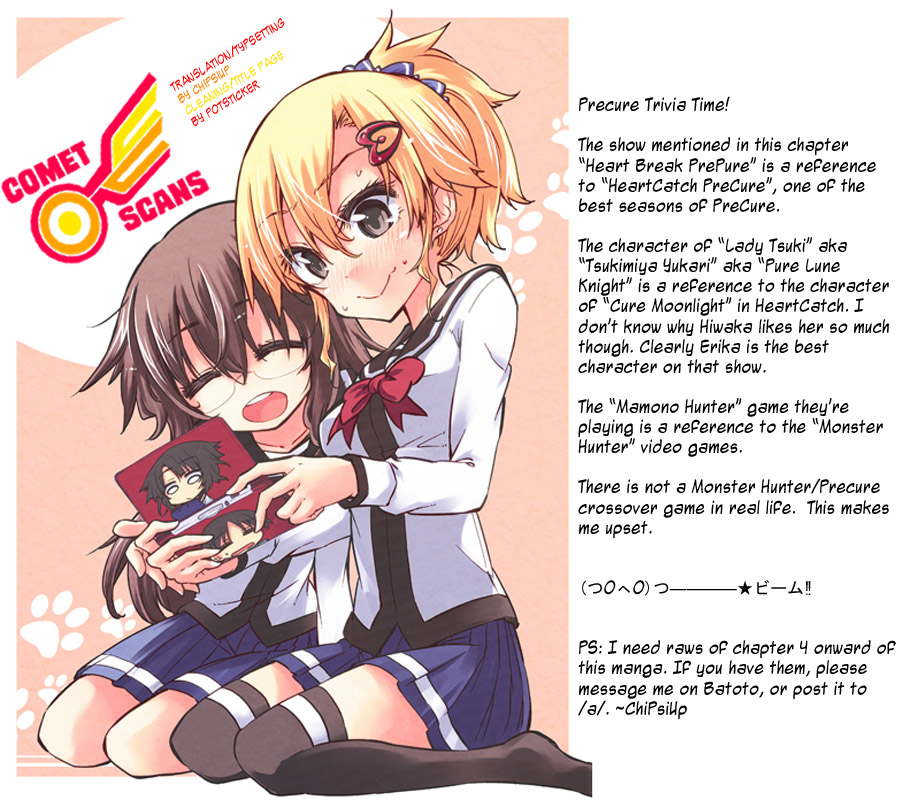 TRANSLATION/TYPSETTING
BY CHIPSIUP
CLEANING/TITLE PAGE
BY POTSTICKER
COMET
SCANS
Precure Trivia Time!
The show mentioned in this chapter
"Heart Break PrePure" is a reference
to "HeartCatch PreCure", one of the
best seasons of PreCure.
The character of "Lady Tsuki" aka
"Tsukimiya Yukari" aka "Pure Lune
Knight" is a reference to the character
of "Cure Moonlight" in HeartCatch. I
don't know why Hiwaka likes her so much
though. Clearly Erika is the best
character on that show.
The "Mamono Hunter" game they're
playing is a reference to the "Monster
Hunter" video games.
There is not a Monster Hunter/Precure
crossover game in real life. This makes
me upset.
(つOへO)つ――――★ビーム!!
PS: I need raws of chapter 4 onward of
this manga. If you have them, please
message me on Batoto, or post it to
/a/. ~ChiPsiUp